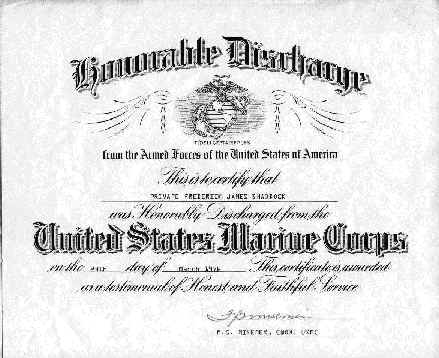 Honorable Discharge
from the Armed Forces of the United States of America
This is to certify that
PRIVATE FREDERICK JAMES SHADDOCK
was Honorably Discharged from the
United States Marine Corps
on the day of March This certificate is awarded
as a testimonial of Honest and Faithful Service